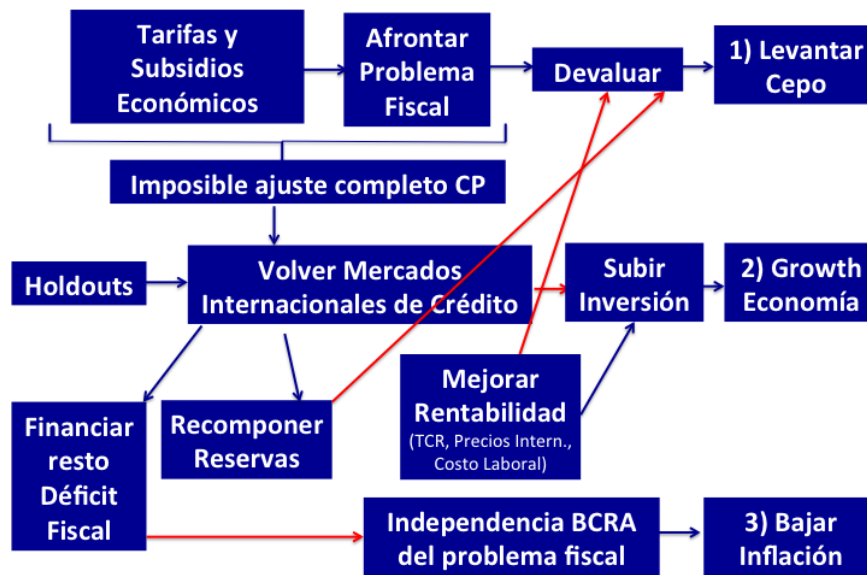 Tarifas y
Subsidios
Económicos
Afrontar
Problema
Fiscal
Devaluar
1) Levantar
Cepo
Imposible ajuste completo CP
Holdouts
Volver Mercados
Internacionales de Crédito
Subir
Inversión
2) Growth
Economía
Financiar
resto
Déficit
Fiscal
Recomponer
Reservas
Mejorar
Rentabilidad
(TCR, Precios Intern.,
Costo Laboral)
Independencia BCRA
del problema fiscal
3) Bajar
Inflación